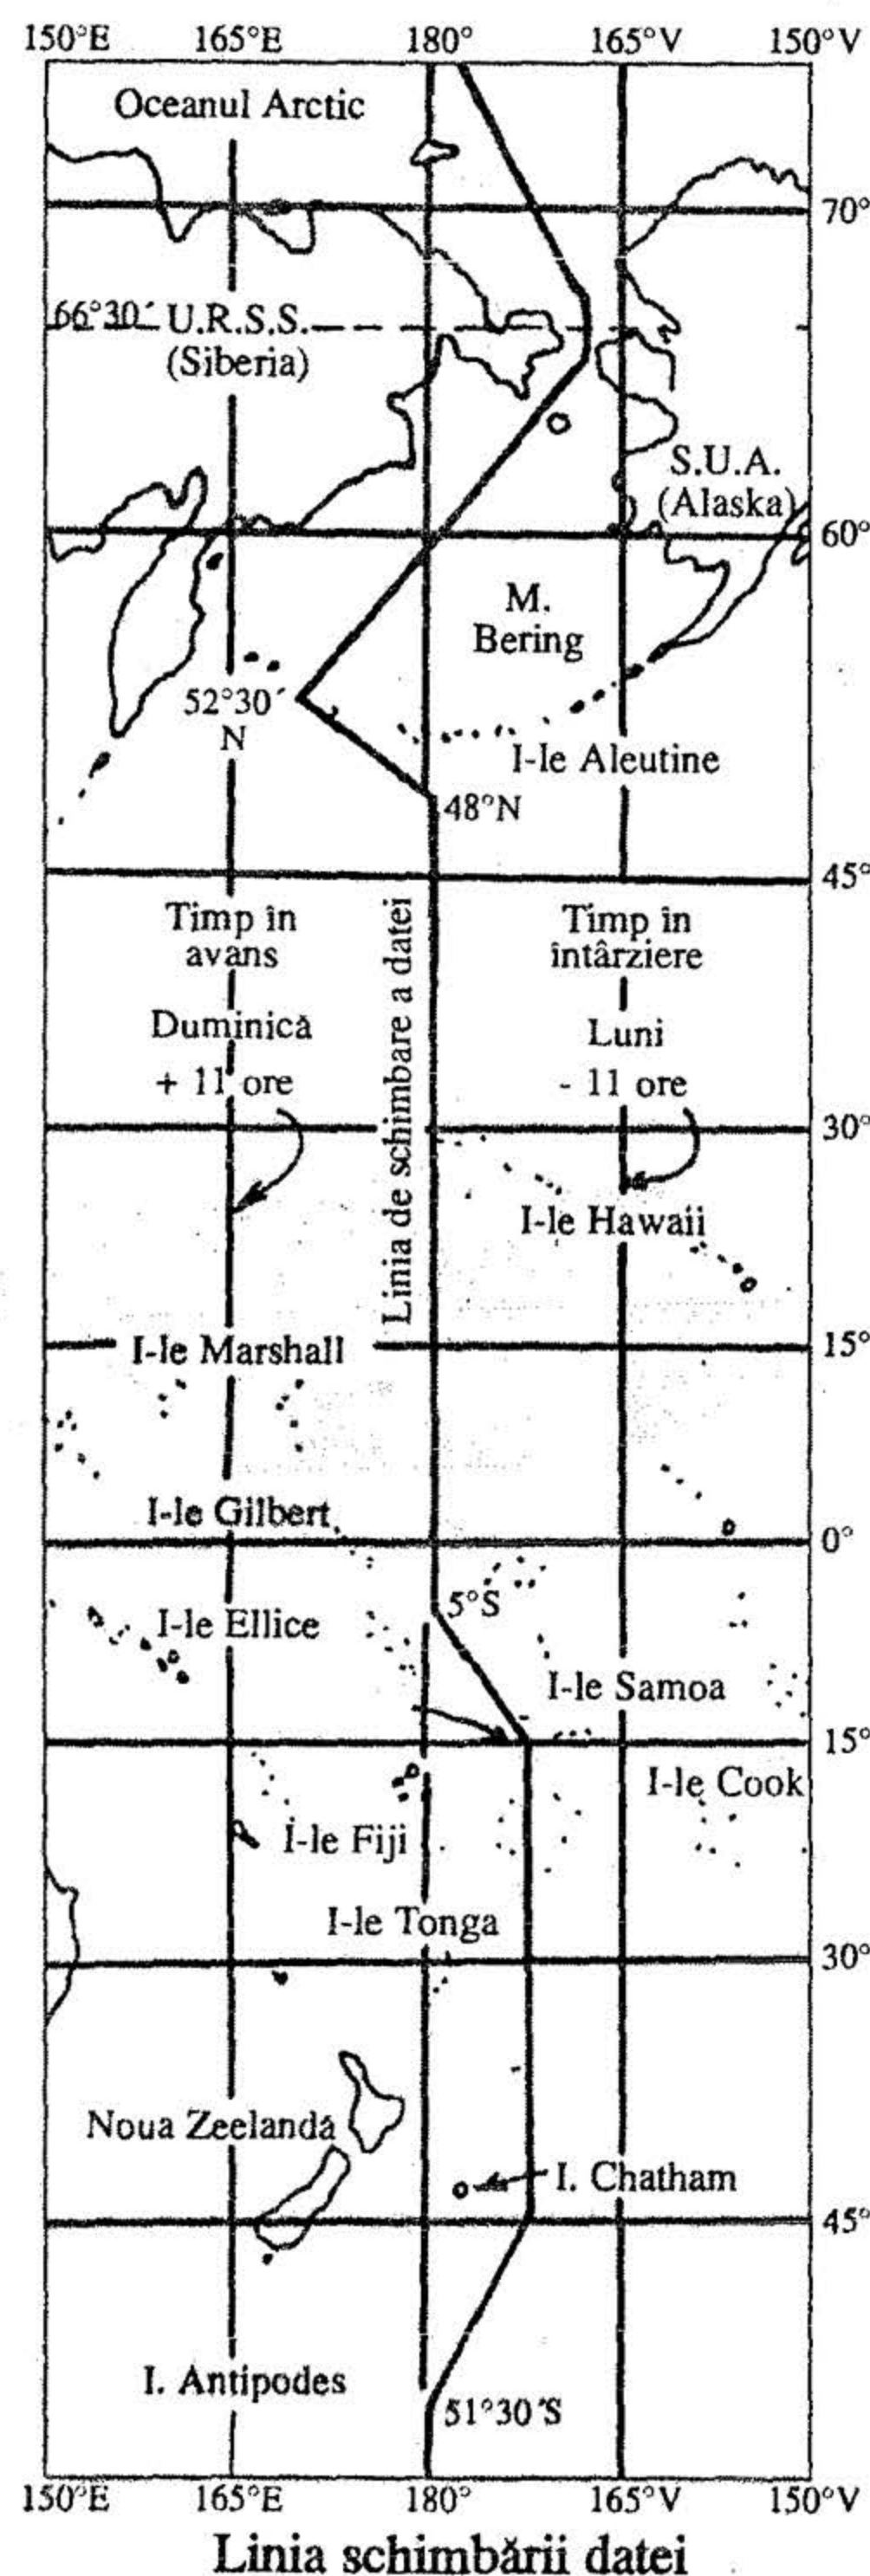 150°E 165°E 180° 165°V 150°V
Oceanul Arctic
70°
66°30´ U.R.S.S.
(Siberia)
S.U.A.
(Alaska)
60°
M.
Bering
52°30´
N
I-le Aleutine
48°N
45°
Timp în
avans
Timp în
întârziere
Linia de schimbare a datei
Duminică
+ 11 ore
Luni
- 11 ore
30°
I-le Hawaii
I-le Marshall
15°
I-le Gilbert
0°
5°S
I-le Ellice
I-le Samoa
15°
I-le Cook
I-le Fiji
I-le Tonga
30°
Noua Zeelandă
I. Chatham
45°
I. Antipodes
51°30´S
150°E 165°E 180° 165°V 150°V
Linia schimbării datei